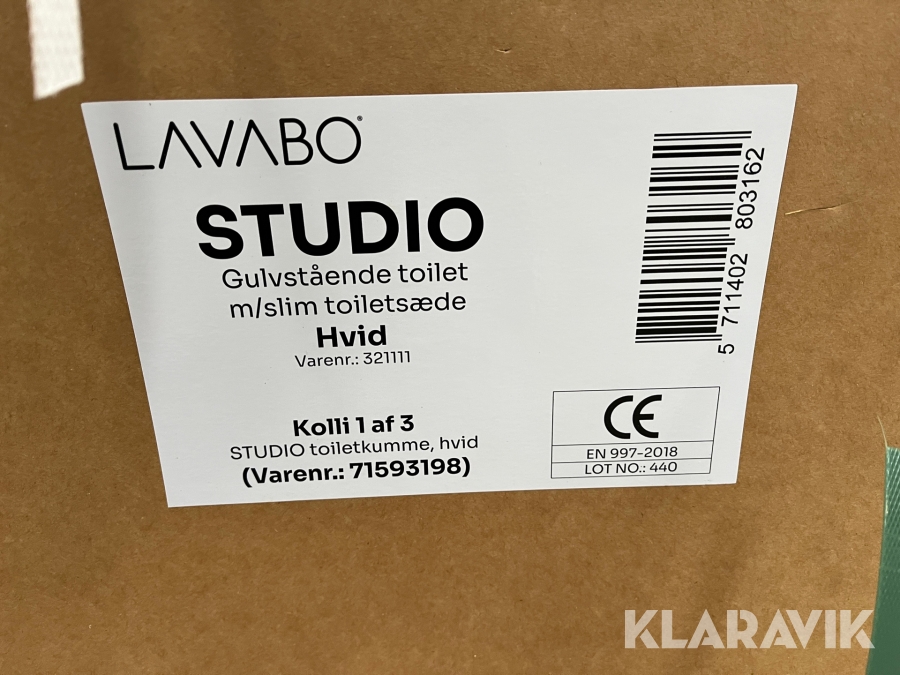 LAVABO®
STUDIO
Gulvstående toilet
m/slim toiletsæde
Hvid
Varenr.: 321111
Kolli 1 af 3
STUDIO toiletkumme, hvid
(Varenr.: 71593198)
5 711402 803162
CE
EN 997-2018
LOT NO.: 440
KLARAVIK